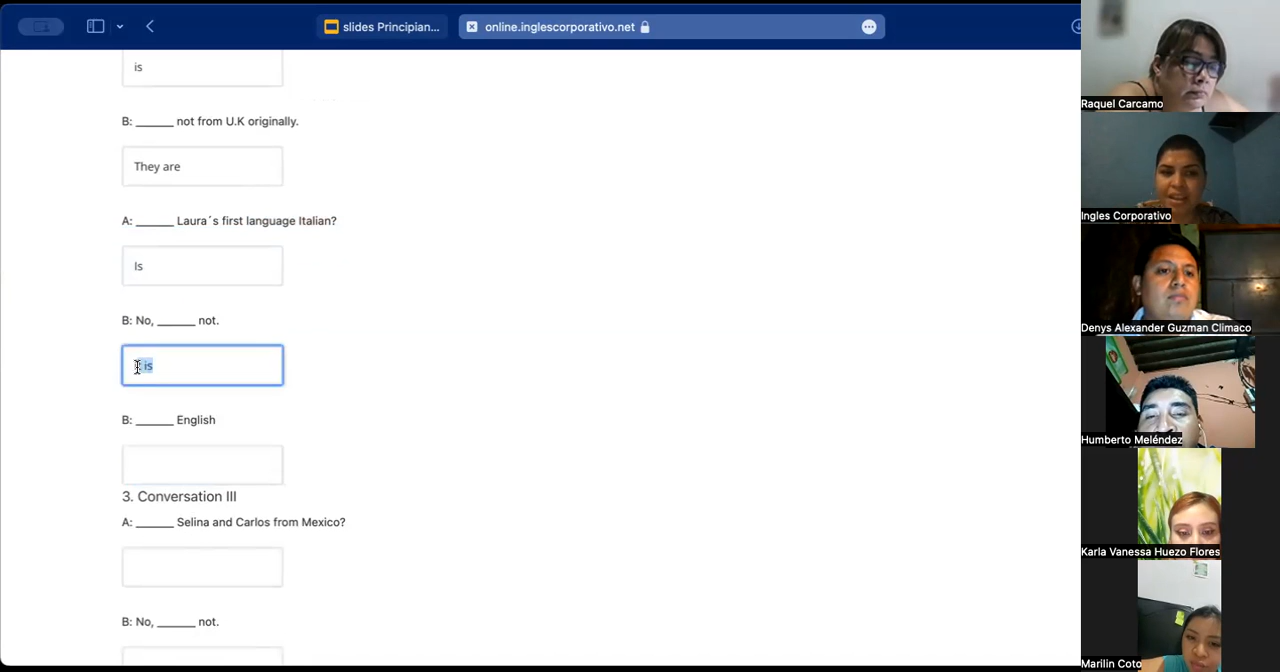 slides Principian...
online.inglescorporativo.net
is
B: ______ not from U.K originally.
They are
A: ______ Laura´s first language Italian?
Is
B: No, ______ not.
is
B: ______ English
3. Conversation III
A: ______ Selina and Carlos from Mexico?
B: No, ______ not.
Raquel Carcamo
Ingles Corporativo
Denys Alexander Guzman Climaco
Humberto Meléndez
Karla Vanessa Huezo Flores
Marilin Coto